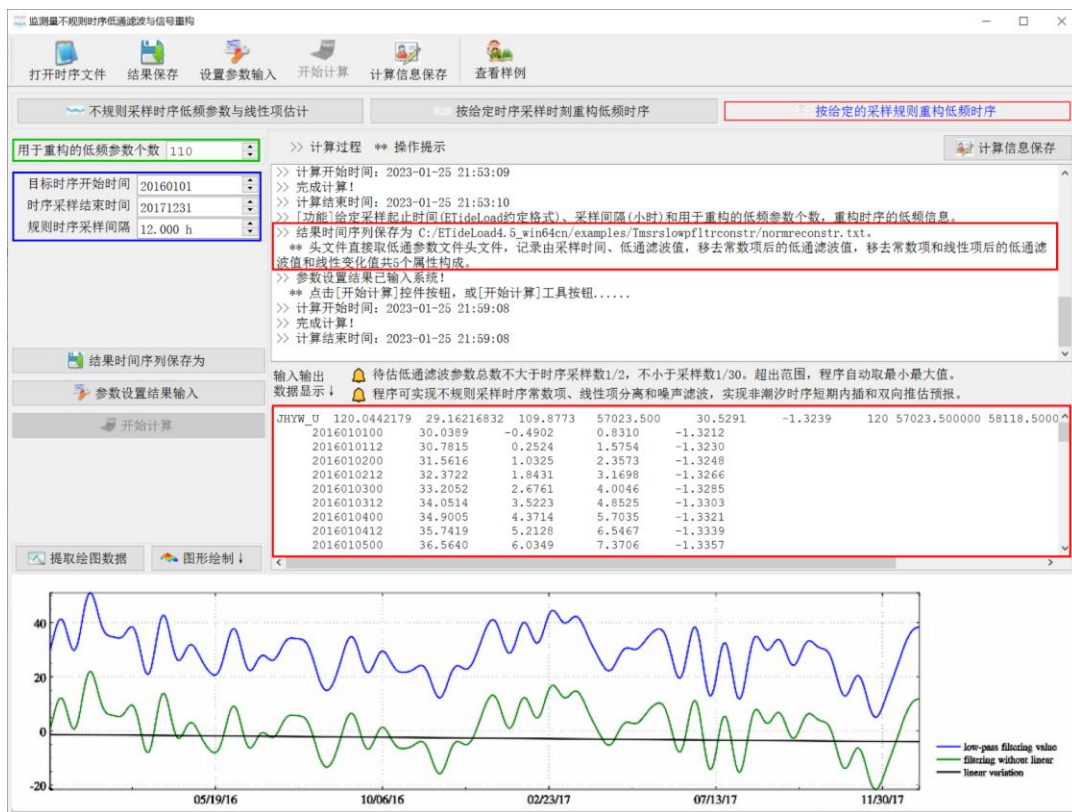 监测量不规则时序低通滤波与信号重构
打开时序文件 结果保存 设置参数输入 开始计算 计算信息保存 查看样例
不规则采样时序低频参数与线性项估计 按给定时序采样时刻重构低频时序 按给定的采样规则重构低频时序
用于重构的低频参数个数 110
目标时序开始时间 20160101
时序采样结束时间 20171231
规则时序采样间隔 12.000 h
结果时间序列保存为
参数设置结果输入
开始计算
提取绘图数据 图形绘制↓
>> 计算过程 ** 操作提示 计算信息保存
>> 计算开始时间：2023-01-25 21:53:09
>> 完成计算！
>> 计算结束时间：2023-01-25 21:53:10
>> [功能]给定采样起止时间(ETideLoad约定格式)、采样间隔(小时)和用于重构的低频参数个数，重构时序的低频信息。
>> 结果时间序列保存为 C:/ETideLoad4.5_win64cn/examples/Tmsrslowpfltrconstr/normreconstr.txt。
** 头文件直接取低通参数文件头文件，记录由采样时间、低通滤波值，移去常数项后的低通滤波值，移去常数项和线性项后的低通滤
波值和线性变化值共5个属性构成。
>> 参数设置结果已输入系统！
** 点击[开始计算]控件按钮，或[开始计算]工具按钮......
>> 计算开始时间：2023-01-25 21:59:08
>> 完成计算！
>> 计算结束时间：2023-01-25 21:59:08
输入输出
数据显示↓
待估低通滤波参数总数不大于时序采样数1/2，不小于采样数1/30。超出范围，程序自动取最小最大值。
程序可实现不规则采样时序常数项、线性项分离和噪声滤波，实现非潮汐时序短期内插和双向推估预报。
JHYW_U 120.0442179 29.16216832 109.8773 57023.500 30.5291 -1.3239 120 57023.500000 58118.5000
2016010100 30.0389 -0.4902 0.8310 -1.3212
2016010112 30.7815 0.2524 1.5754 -1.3230
2016010200 31.5616 1.0325 2.3573 -1.3248
2016010212 32.3722 1.8431 3.1698 -1.3266
2016010300 33.2052 2.6761 4.0046 -1.3285
2016010312 34.0514 3.5223 4.8525 -1.3303
2016010400 34.9005 4.3714 5.7035 -1.3321
2016010412 35.7419 5.2128 6.5467 -1.3339
2016010500 36.5640 6.0349 7.3706 -1.3357
40
20
0
-20
05/19/16 10/06/16 02/23/17 07/13/17 11/30/17
low-pass filtering value
filtering without linear
linear variation